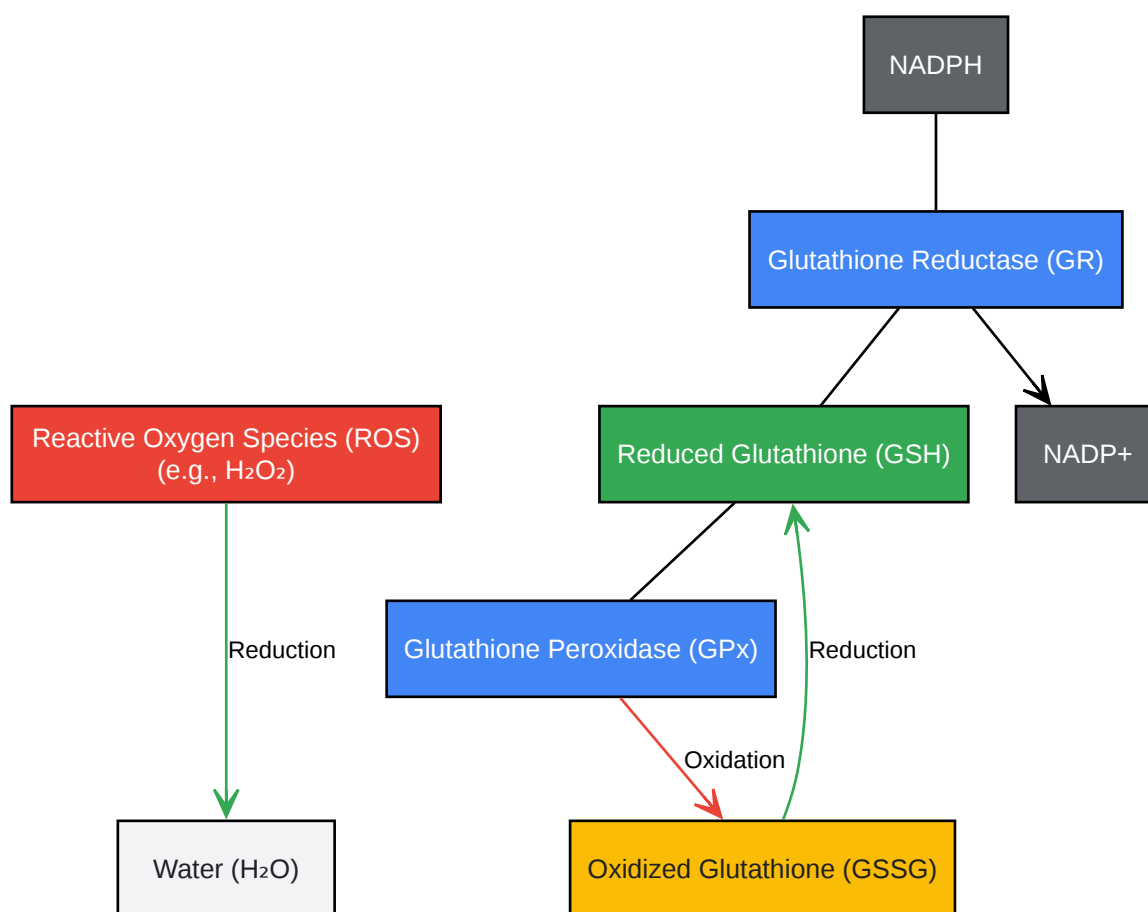 NADPH
Glutathione Reductase (GR)
Reactive Oxygen Species (ROS)
(e.g., H₂O₂)
Reduced Glutathione (GSH)
NADP+
Glutathione Peroxidase (GPx)
Reduction
Reduction
Oxidation
Water (H₂O)
Oxidized Glutathione (GSSG)